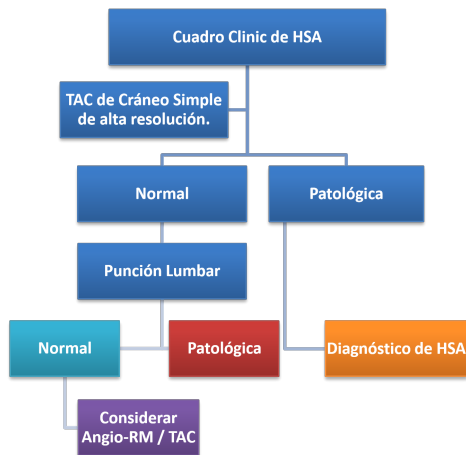 Cuadro Clinic de HSA
TAC de Cráneo Simple
de alta resolución.
Normal
Patológica
Punción Lumbar
Normal
Patológica
Diagnóstico de HSA
Considerar
Angio-RM / TAC